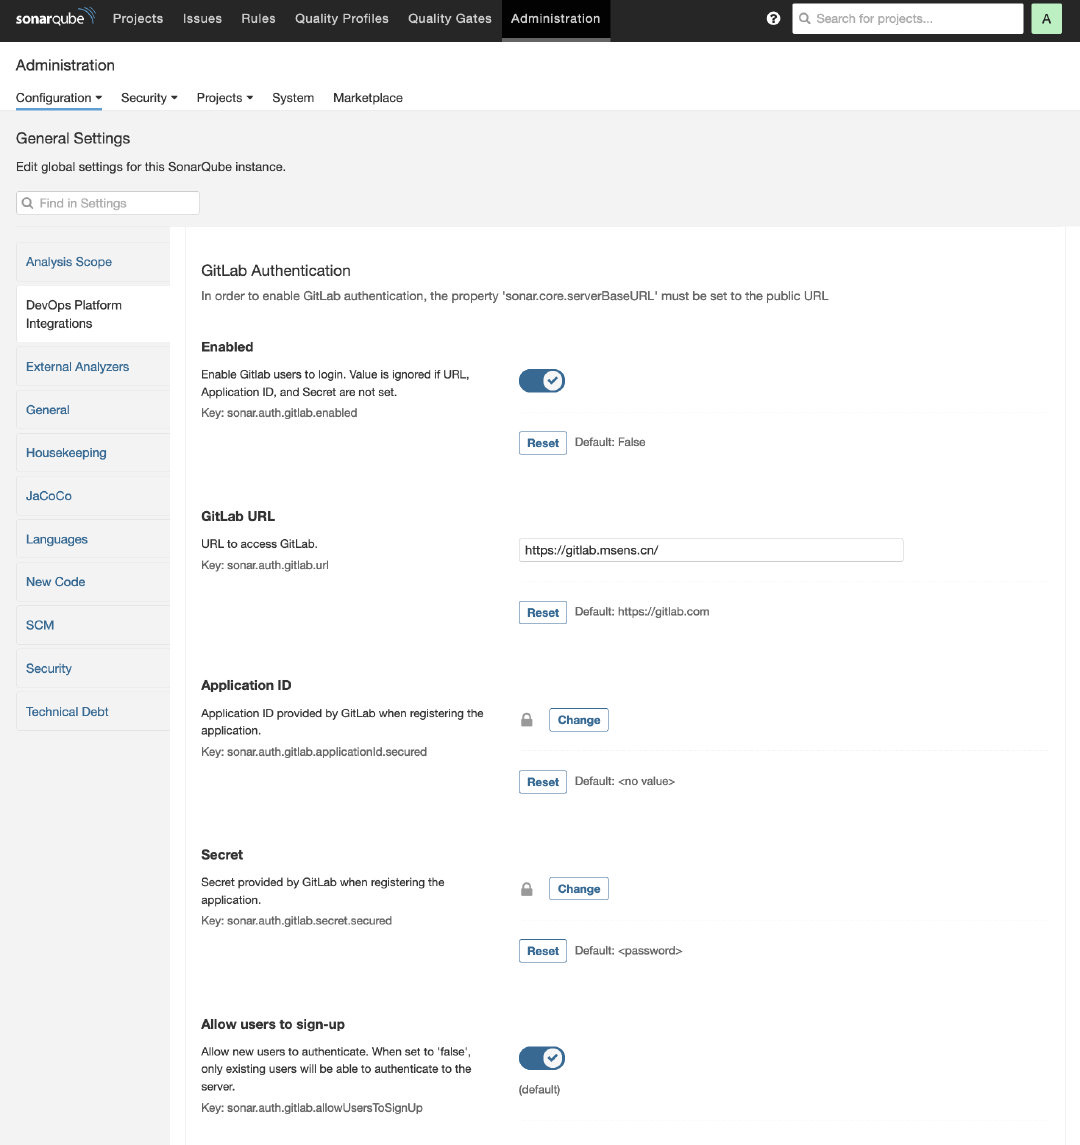 sonarqube Projects Issues Rules Quality Profiles Quality Gates Administration ? Search for projects... A
Administration
Configuration Security Projects System Marketplace
General Settings
Edit global settings for this SonarQube instance.
Find in Settings
Analysis Scope
DevOps Platform
Integrations
External Analyzers
General
Housekeeping
JaCoCo
Languages
New Code
SCM
Security
Technical Debt
GitLab Authentication
In order to enable GitLab authentication, the property 'sonar.core.serverBaseURL' must be set to the public URL
Enabled
Enable Gitlab users to login. Value is ignored if URL,
Application ID, and Secret are not set.
Key: sonar.auth.gitlab.enabled
Reset Default: False
GitLab URL
URL to access GitLab.
Key: sonar.auth.gitlab.url
https://gitlab.msens.cn/
Reset Default: https://gitlab.com
Application ID
Application ID provided by GitLab when registering the
application.
Key: sonar.auth.gitlab.applicationId.secured
Change
Reset Default: <no value>
Secret
Secret provided by GitLab when registering the
application.
Key: sonar.auth.gitlab.secret.secured
Change
Reset Default: <password>
Allow users to sign-up
Allow new users to authenticate. When set to 'false',
only existing users will be able to authenticate to the
server.
Key: sonar.auth.gitlab.allowUsersToSignUp
(default)